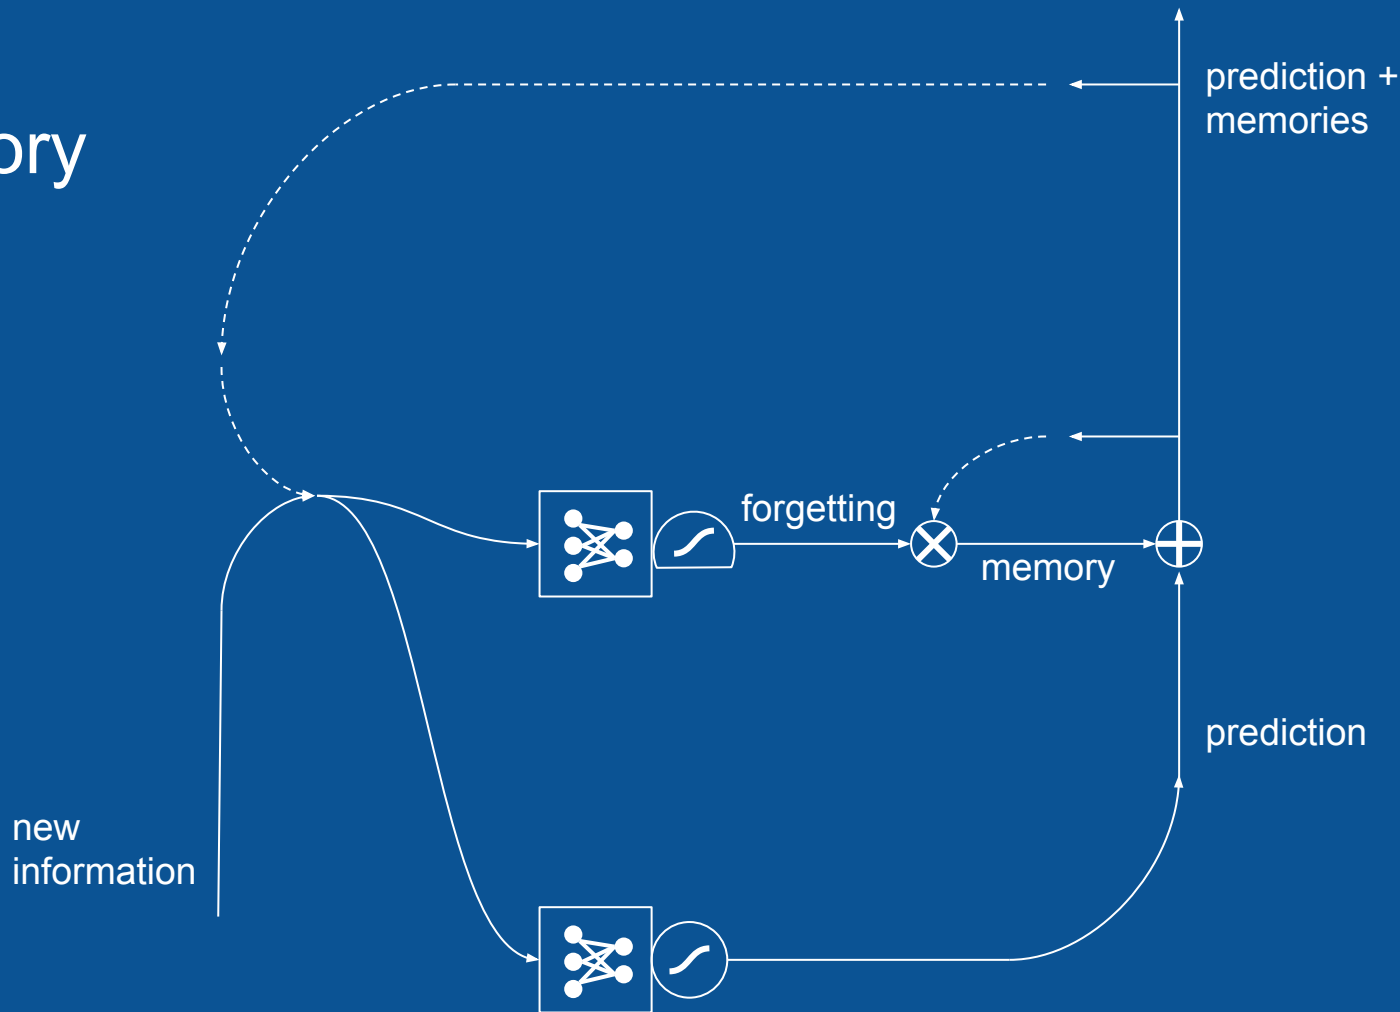 prediction +
memories
ory
forgetting
memory
prediction
new
information